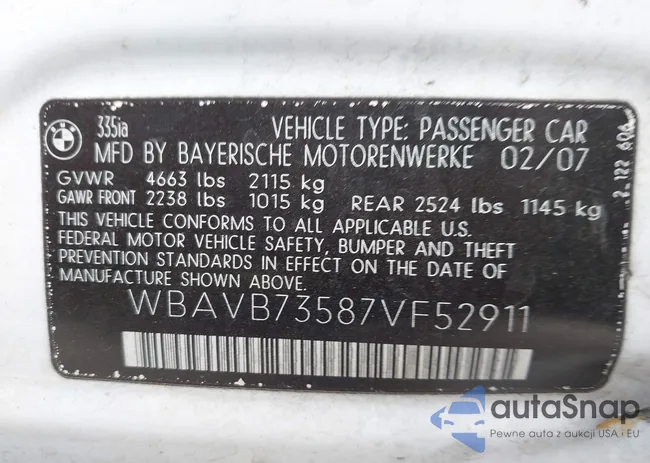 BMW
335ia
VEHICLE TYPE: PASSENGER CAR
MFD BY BAYERISCHE MOTORENWERKE 02/07
GVWR 4663 lbs 2115 kg
GAWR FRONT 2238 lbs 1015 kg REAR 2524 lbs 1145 kg
THIS VEHICLE CONFORMS TO ALL APPLICABLE U.S.
FEDERAL MOTOR VEHICLE SAFETY, BUMPER AND THEFT
PREVENTION STANDARDS IN EFFECT ON THE DATE OF
MANUFACTURE SHOWN ABOVE.
WBAVB73587VF52911
autaSnap
Pewne auta z aukcji USA i EU